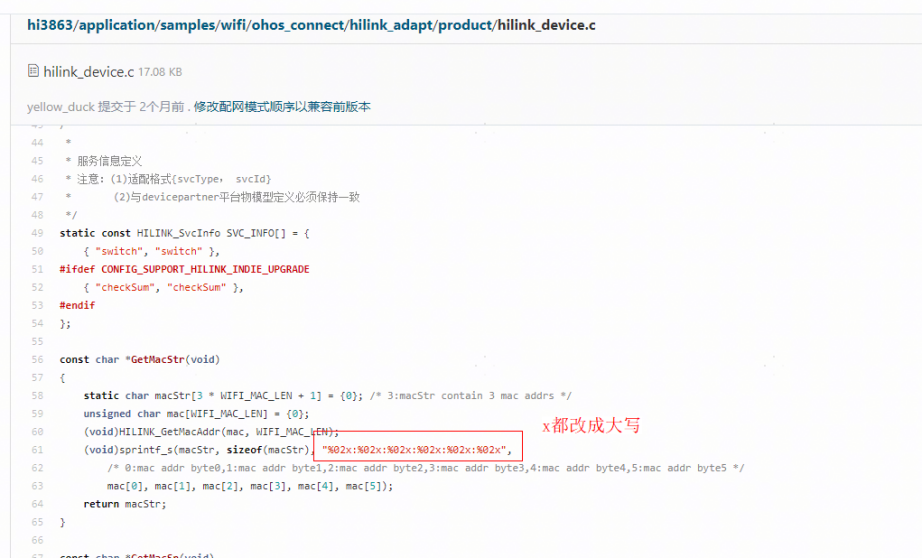 hi3863/application/samples/wifi/ohos_connect/hilink_adapt/product/hilink_device.c
hilink_device.c 17.08 KB
yellow_duck 提交于 2个月前 . 修改配网模式顺序以兼容前版本
44 *
45 * 服务信息定义
46 * 注意: (1)适配格式{svcType, svcId}
47 * (2)与devicepartner平台物模型定义必须保持一致
48 */
49 static const HILINK_SvcInfo SVC_INFO[] = {
50 { "switch", "switch" },
51 #ifdef CONFIG_SUPPORT_HILINK_INDIE_UPGRADE
52 { "checkSum", "checkSum" },
53 #endif
54 };
55
56 const char *GetMacStr(void)
57 {
58 static char macStr[3 * WIFI_MAC_LEN + 1] = {0}; /* 3:macStr contain 3 mac addrs */
59 unsigned char mac[WIFI_MAC_LEN] = {0};
x都改成大写
60 (void)HILINK_GetMacAddr(mac, WIFI_MAC_LEN);
61 (void)sprintf_s(macStr, sizeof(macStr), "%02x:%02x:%02x:%02x:%02x:%02x",
62 /* 0:mac addr byte0,1:mac addr byte1,2:mac addr byte2,3:mac addr byte3,4:mac addr byte4,5:mac addr byte5 */
63 mac[0], mac[1], mac[2], mac[3], mac[4], mac[5]);
64 return macStr;
65 }
66